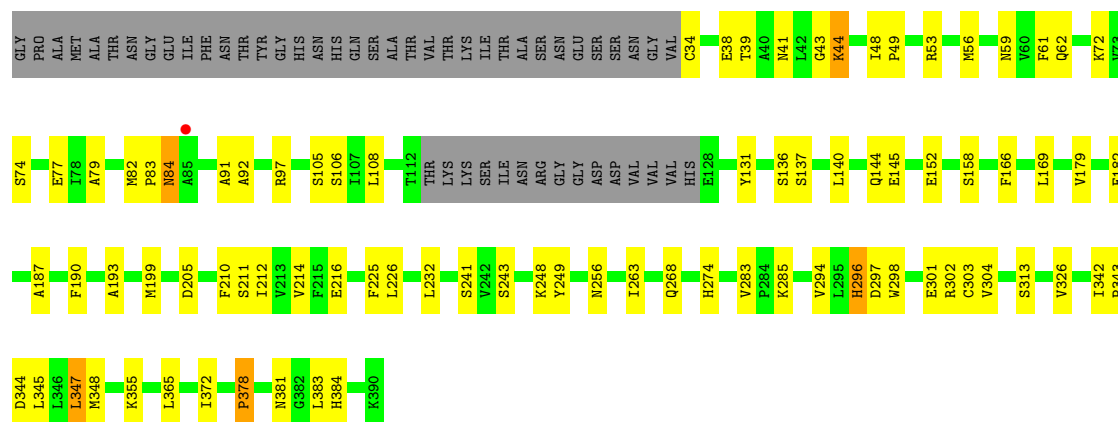 GLY PRO ALA MET ALA ALA THR ASN GLY GLU ILE PHE ASN THR TYR GLY HIS ASN HIS GLN SER ALA THR VAL THR LYS ILE THR ALA SER ASN GLU SER SER ASN GLY VAL C34 E38 T39 A40 N41 L42 G43 K44 I48 P49 R53 M56 N59 V60 F61 Q62 K72 V73
S74 E77 I78 A79 M82 P83 N84 A85 A91 A92 R97 S105 S106 I107 L108 T112 THR LYS LYS SER ILE ASN ARG GLY GLY ASP ASP VAL VAL VAL HIS E128 Y131 S136 S137 L140 Q144 E145 E152 S158 F166 L169 V179 E182
A187 F190 A193 M199 D205 F210 S211 I212 V213 V214 F215 E216 F225 L226 L232 S241 V242 S243 K248 Y249 N256 I263 Q268 H274 V283 P284 K285 V294 L295 H296 D297 W298 E301 R302 C303 V304 S313 V326 I342
D344 L345 L346 L347 M348 K355 L365 I372 P378 N381 G382 L383 H384 K390